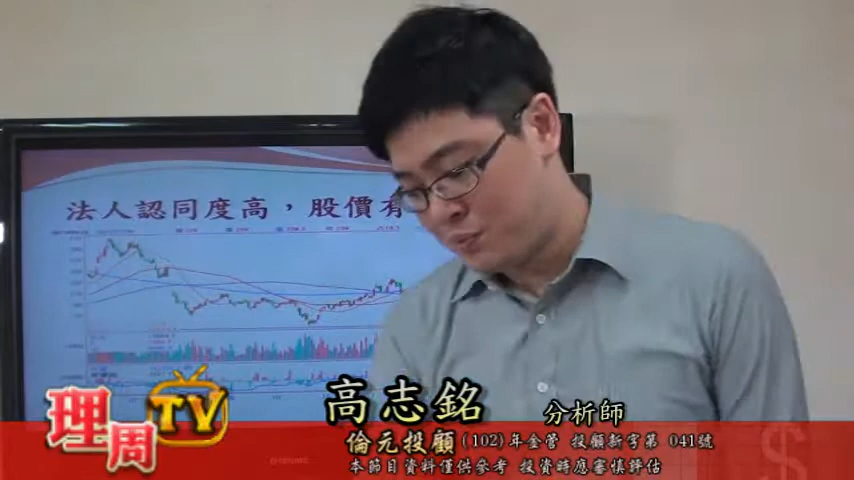 法人認同度高，股價有
理周TV
高志銘 分析師
倫元投顧 (102)年金管 投顧新字第 041號
本節目資料僅供參考 投資時應審慎評估